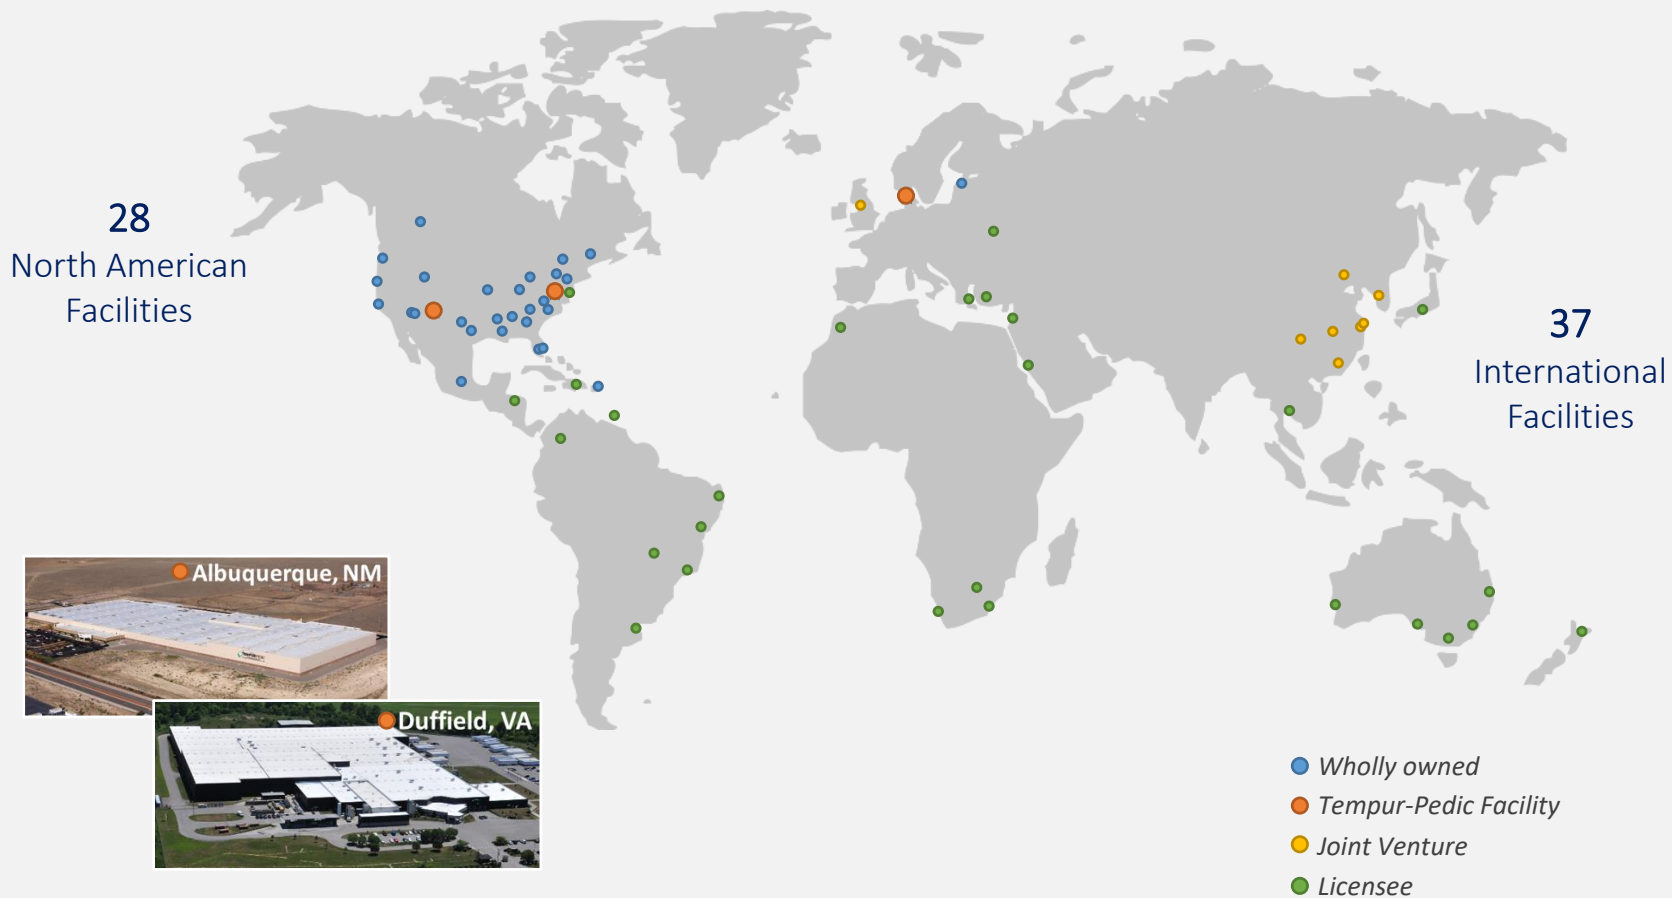 28
North American
Facilities
37
International
Facilities
Albuquerque, NM
Duffield, VA
Wholly owned
Tempur-Pedic Facility
Joint Venture
Licensee